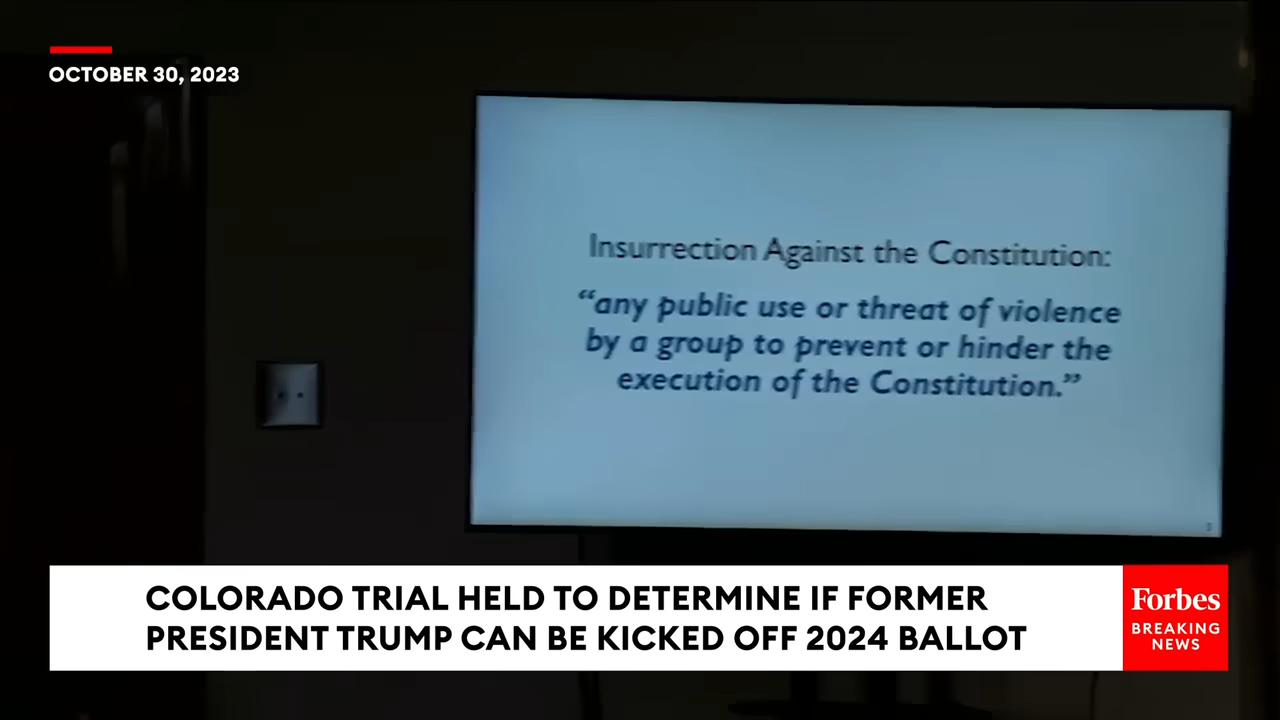 OCTOBER 30, 2023
Insurrection Against the Constitution:
“any public use or threat of violence
by a group to prevent or hinder the
execution of the Constitution.”
COLORADO TRIAL HELD TO DETERMINE IF FORMER
PRESIDENT TRUMP CAN BE KICKED OFF 2024 BALLOT
Forbes
BREAKING
NEWS